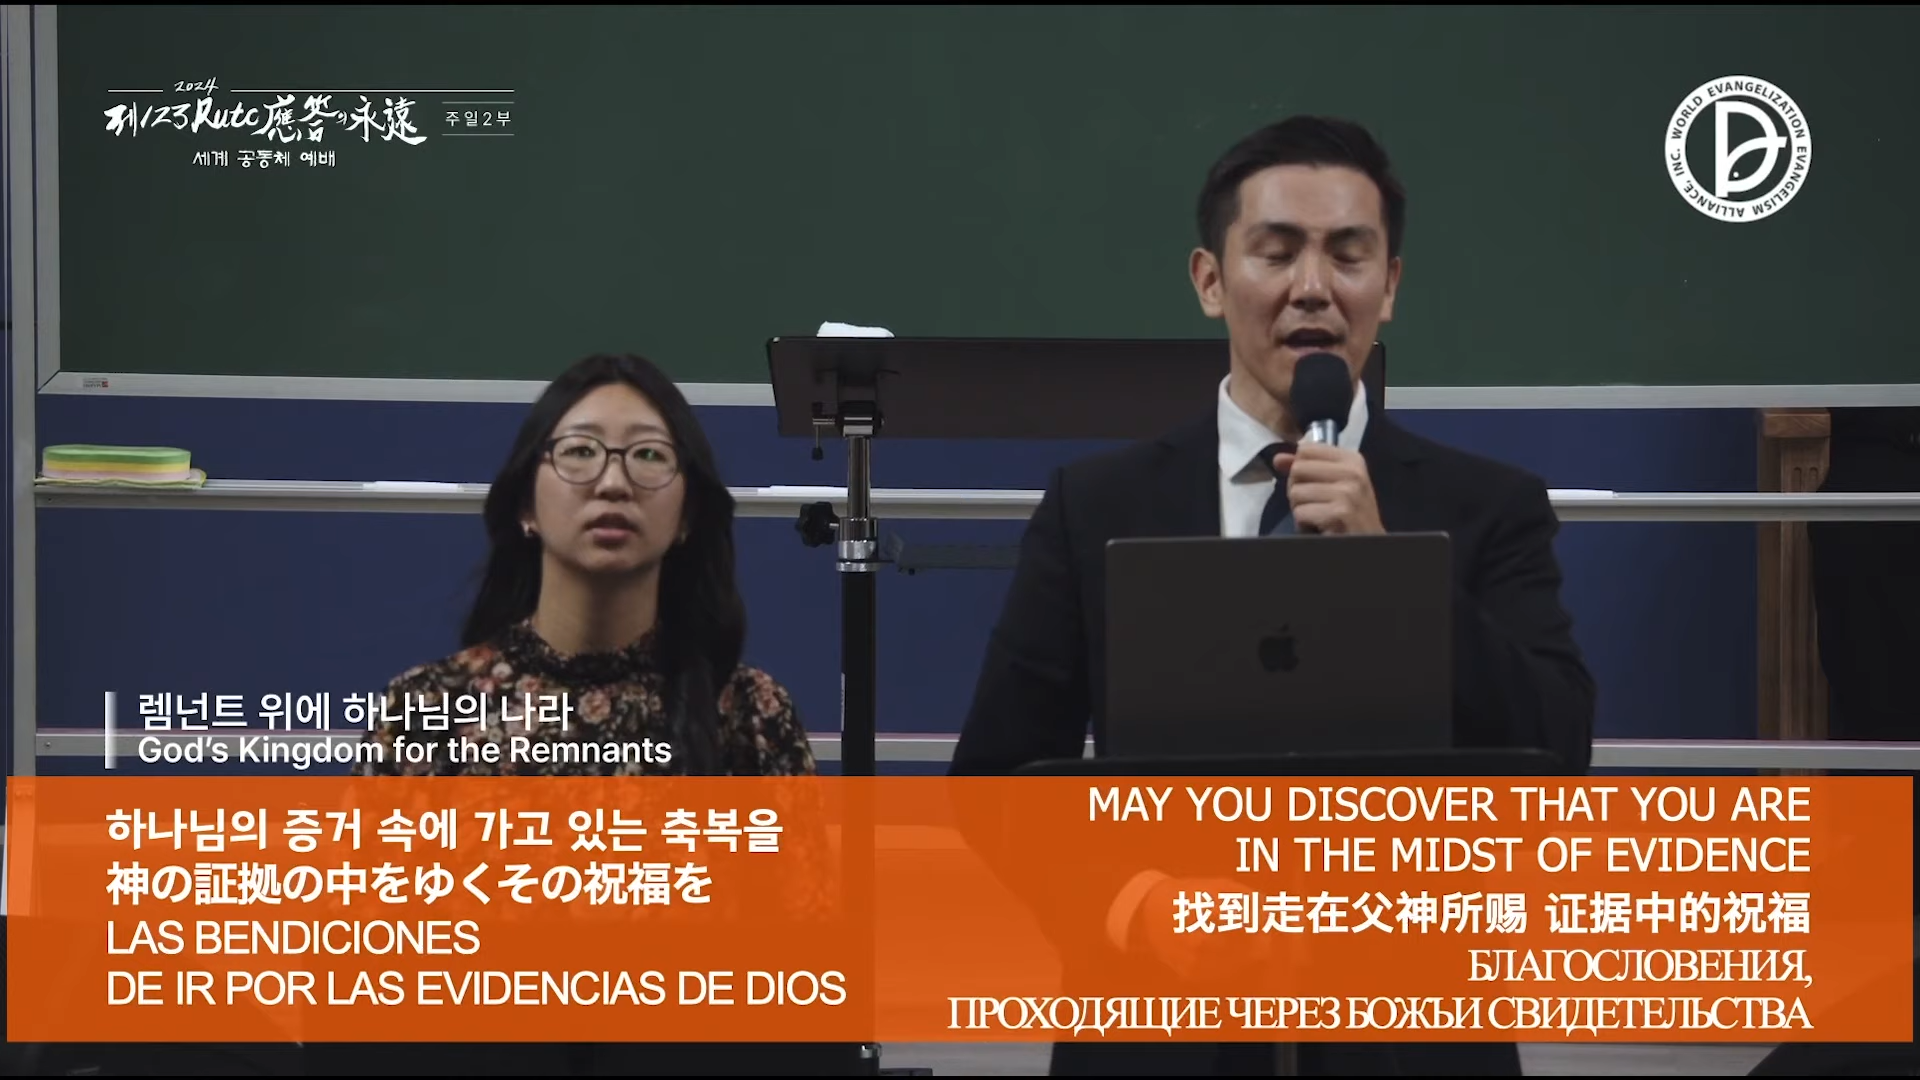 2024
제123 Rutc 應答의 永遠
주일2부
세계 공동체 예배
WORLD EVANGELIZATION EVANGELISM ALLIANCE, INC.
렘넌트 위에 하나님의 나라
God's Kingdom for the Remnants
하나님의 증거 속에 가고 있는 축복을
神の証拠の中をゆくその祝福を
LAS BENDICIONES
DE IR POR LAS EVIDENCIAS DE DIOS
MAY YOU DISCOVER THAT YOU ARE
IN THE MIDST OF EVIDENCE
找到走在父神所赐 证据中的祝福
БЛАГОСЛОВЕНИЯ,
ПРОХОДЯЩИЕ ЧЕРЕЗ БОЖЬИ СВИДЕТЕЛЬСТВА